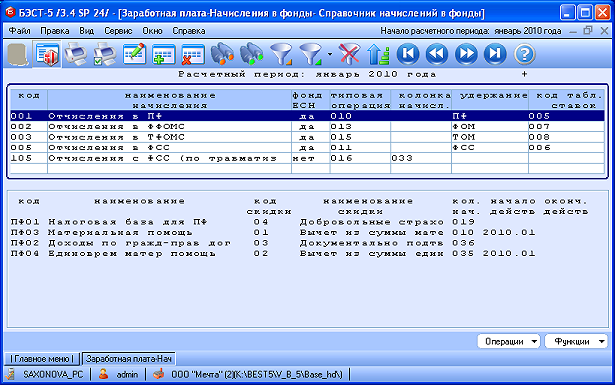 БЭСТ-5 /3.4 SP 24/ - [Заработная плата-Начисления в фонды- Справочник начислений в фонды]
Файл Правка Вид Сервис Окно Справка Начало расчетного периода: январь 2010 года
Расчетный период: январь 2010 года +
код наименование фонд типовая колонка удержание код табл.
начисления ЕСН операция начисл. ставок
001 Отчисления в ПФ да 010 ПФ 005
002 Отчисления в ФФОМС да 013 ФОМ 007
003 Отчисления в ТФОМС да 015 ТОМ 008
005 Отчисления в ФСС да 011 ФСС 006
105 Отчисления с ФСС (по травматиз нет 016 033
код наименование код наименование кол. начало оконч.
скидки скидки нач. действ действ
ПФ01 Налоговая база для ПФ 04 Добровольные страхо 019
ПФ03 Материальная помощь 01 Вычет из суммы мате 010 2010.01
ПФ02 Доходы по гражд-прав дог 03 Документально подтв 036
ПФ04 Единоврем матер помощь 02 Вычет из суммы един 035 2010.01
Операции Функции
| Главное меню | Заработная плата-Нач
SAXONOVA_PC admin ООО "Мечта" (2)(K:\BEST5\V_B_5\Base_hd\)